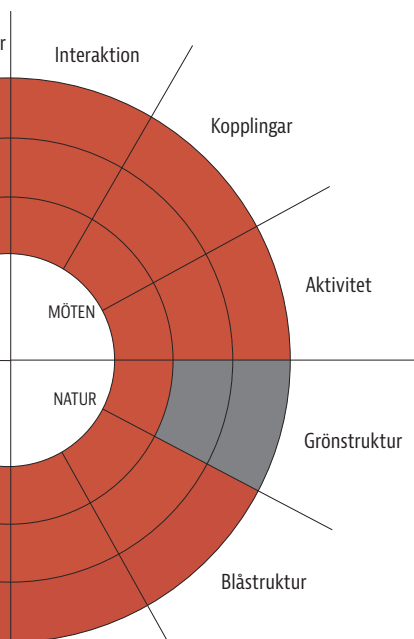 r
Interaktion
Kopplingar
Aktivitet
MÖTEN
NATUR
Grönstruktur
Blåstruktur